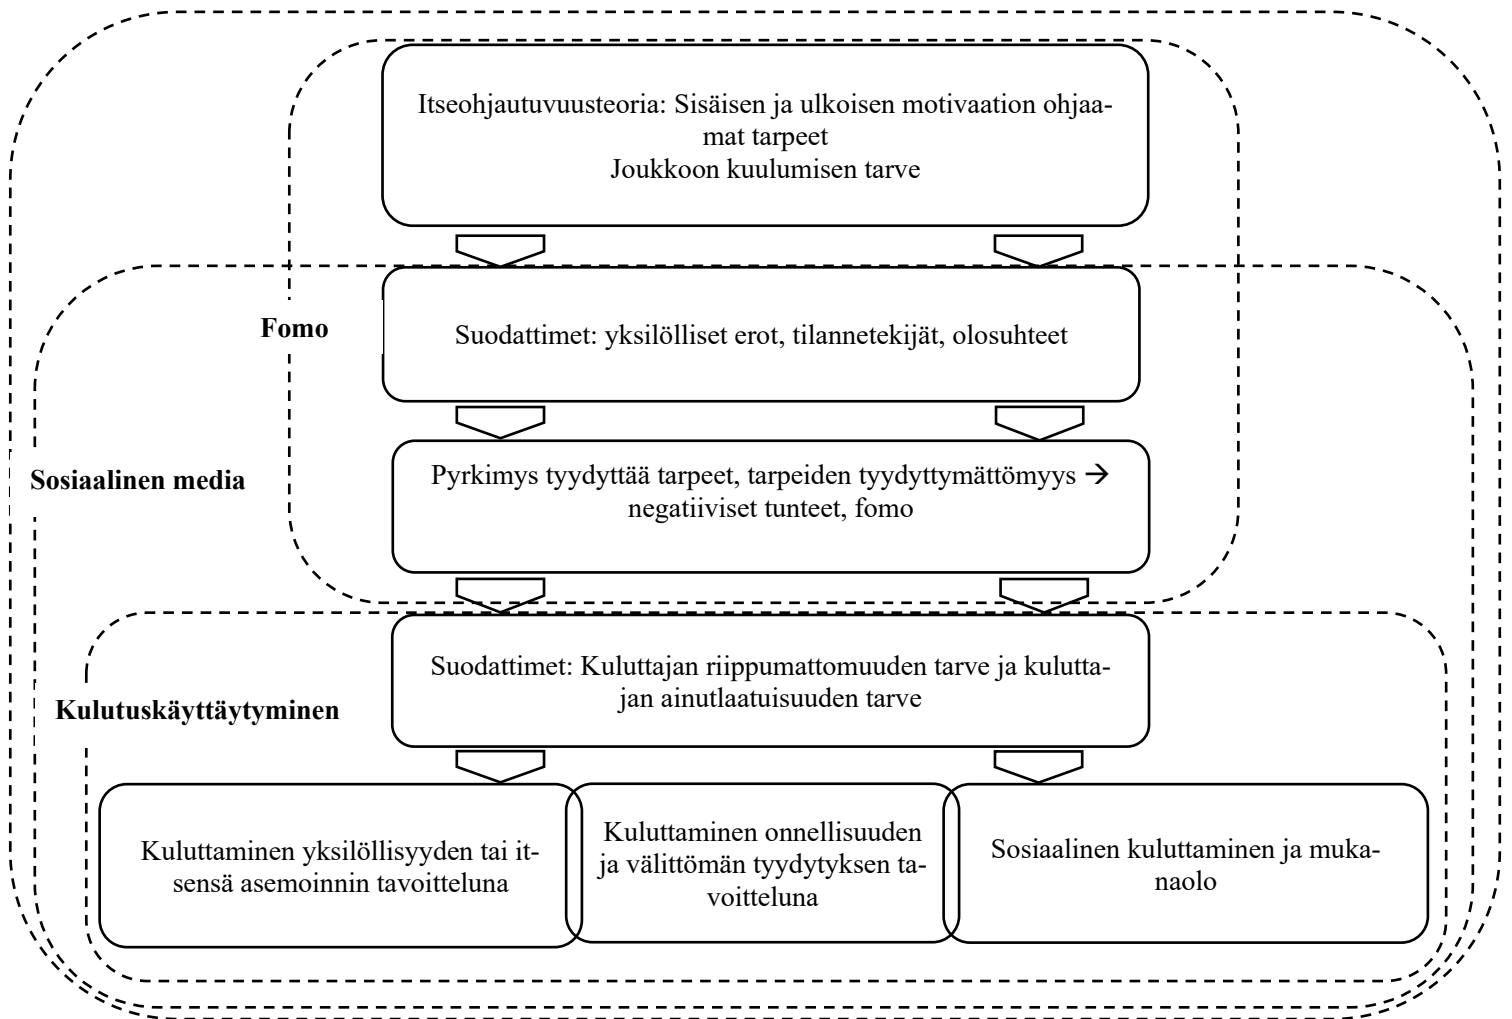 Itseohjautuvuusteoria: Sisäisen ja ulkoisen motivaation ohjaa-
mat tarpeet
Joukkoon kuulumisen tarve
Fomo
Suodattimet: yksilölliset erot, tilannetekijät, olosuhteet
Sosiaalinen media
Pyrkimys tyydyttää tarpeet, tarpeiden tyydyttymättömyys →
negatiiviset tunteet, fomo
Suodattimet: Kuluttajan riippumattomuuden tarve ja kulutta-
jan ainutlaatuisuuden tarve
Kulutuskäyttäytyminen
Kuluttaminen yksilöllisyyden tai it-
sensä asemoinnin tavoitteluna
Kuluttaminen onnellisuuden
ja välittömän tyydytyksen ta-
voitteluna
Sosiaalinen kuluttaminen ja muka-
naolo